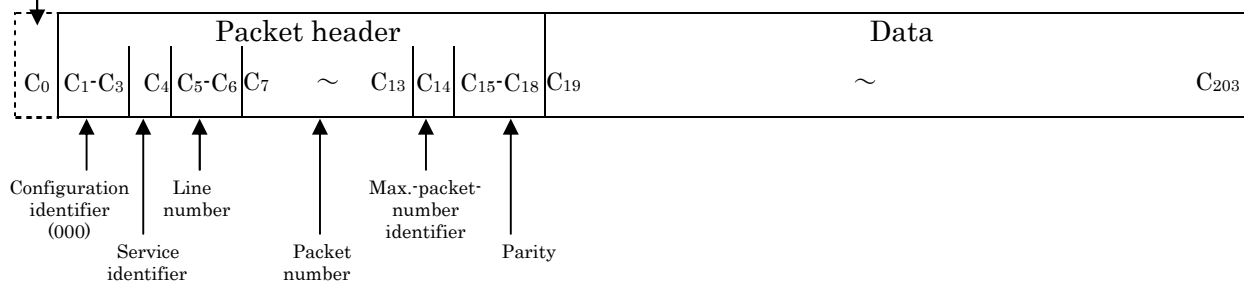 Packet header Data
C₀ C₁-C₃ C₄ C₅-C₆ C₇ ～ C₁₃ C₁₄ C₁₅-C₁₈ C₁₉ ～ C₂₀₃
Configuration
identifier
(000)
Line
number
Max.-packet-
number
identifier
Service
identifier
Packet
number
Parity